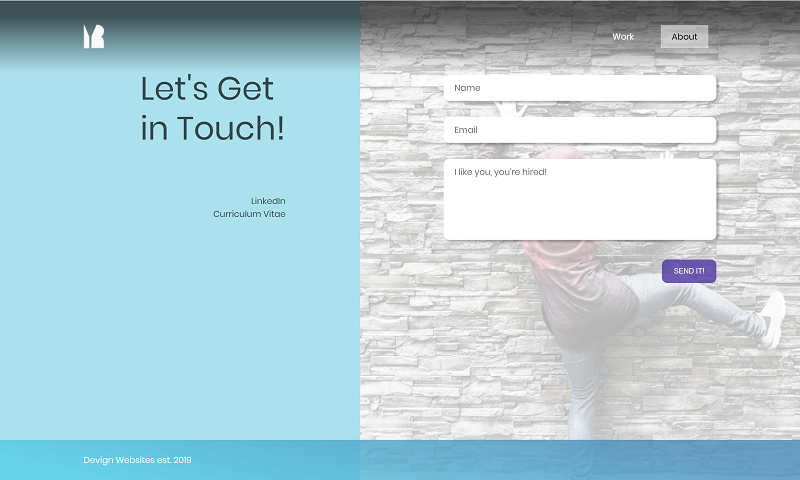 Work
About
Let's Get
in Touch!
LinkedIn
Curriculum Vitae
Name
Email
I like you, you're hired!
SEND IT!
Devign Websites est. 2019